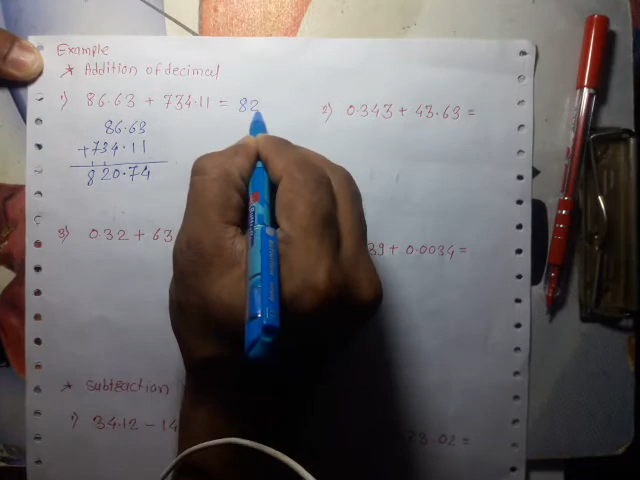 Example
* Addition of decimal
1) 86.63 + 734.11 = 82
86.63
+734.11
820.74
2) 0.343 + 43.63 =
3) 0.32 + 63
39 + 0.0034 =
* Subtraction
1) 34.12 - 14
23.02 =